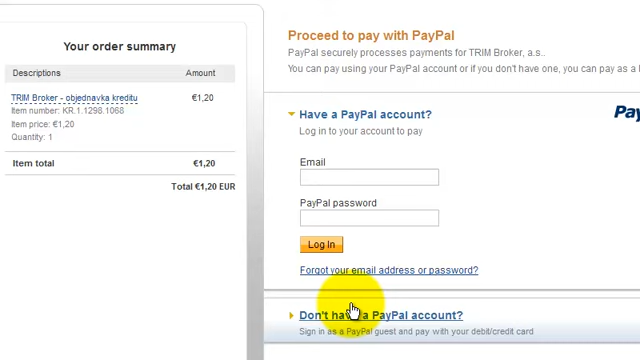 Your order summary
Descriptions Amount
TRIM Broker - objednavka kreditu €1,20
Item number: KR.1.1298.1068
Item price: €1,20
Quantity: 1
Item total €1,20
Total €1,20 EUR
Proceed to pay with PayPal
PayPal securely processes payments for TRIM Broker, a.s..
You can pay using your PayPal account or if you don't have one, you can pay as a
Have a PayPal account?
Log in to your account to pay
Email
PayPal password
Log In
Forgot your email address or password?
Don't have a PayPal account?
Sign in as a PayPal guest and pay with your debit/credit card